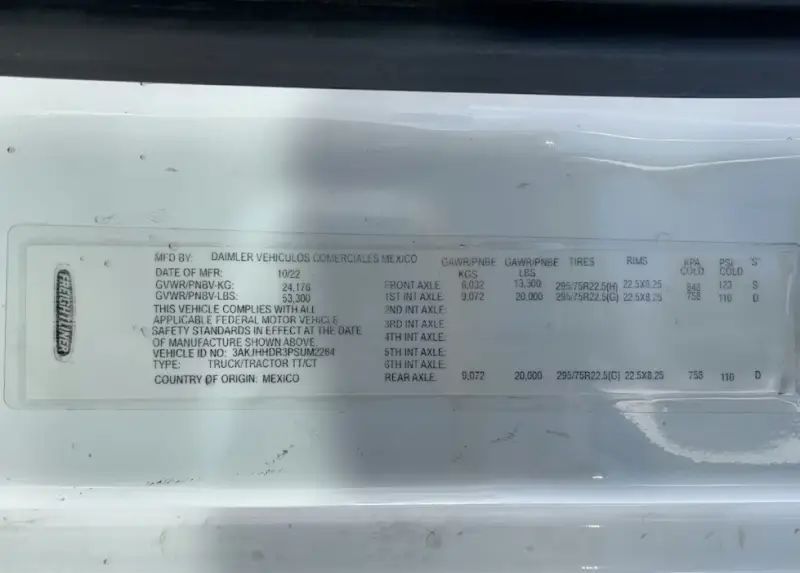 FREIGHTLINER
MFD BY: DAIMLER VEHICULOS COMERCIALES MEXICO GAWR/PNBE GAWR/PNBE TIRES RIMS KPA PSI 'S'
KGS LBS COLD COLD
DATE OF MFR: 10/22 FRONT AXLE: 6,032 13,300 295/75R22.5(H) 22.5X8.25 123 S
GVWR/PNBV-KG: 24,176 1ST INT AXLE: 9,072 20,000 295/75R22.5(G) 22.5X8.25 758 110 D
GVWR/PNBV-LBS: 53,300 2ND INT AXLE:
THIS VEHICLE COMPLIES WITH ALL 3RD INT AXLE:
APPLICABLE FEDERAL MOTOR VEHICLE 4TH INT AXLE:
SAFETY STANDARDS IN EFFECT AT THE DATE
OF MANUFACTURE SHOWN ABOVE.
VEHICLE ID NO: 3AKJHHDR3PSUM2264 5TH INT AXLE:
TYPE: TRUCK/TRACTOR TT/CT 6TH INT AXLE:
COUNTRY OF ORIGIN: MEXICO REAR AXLE: 9,072 20,000 295/75R22.5(G) 22.5X8.25 758 110 D